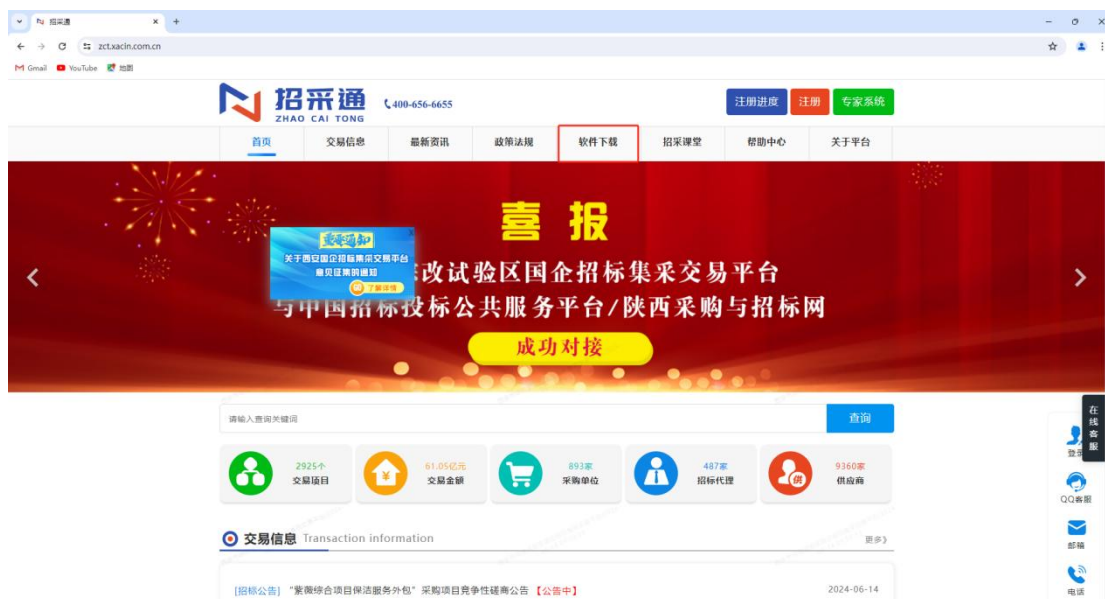 招采通
zct.xacin.com.cn
Gmail YouTube 地图
招采通
ZHAO CAI TONG
400-656-6655
注册进度 注册 专家系统
首页 交易信息 最新资讯 政策法规 软件下载 招采课堂 帮助中心 关于平台
喜报
重要通知
关于西安国企招标集采交易平台
意见征集的通知
GO 了解详情
改试验区国企招标集采交易平台
与中国招标投标公共服务平台/陕西采购与招标网
成功对接
请输入查询关键词 查询
2925个
交易项目
61.05亿元
交易金额
893家
采购单位
487家
招标代理
供
9360家
供应商
交易信息 Transaction information 更多》
[招标公告] “紫薇综合项目保洁服务外包”采购项目竞争性磋商公告 【公告中】 2024-06-14
在线客服
QQ客服
邮箱
电话